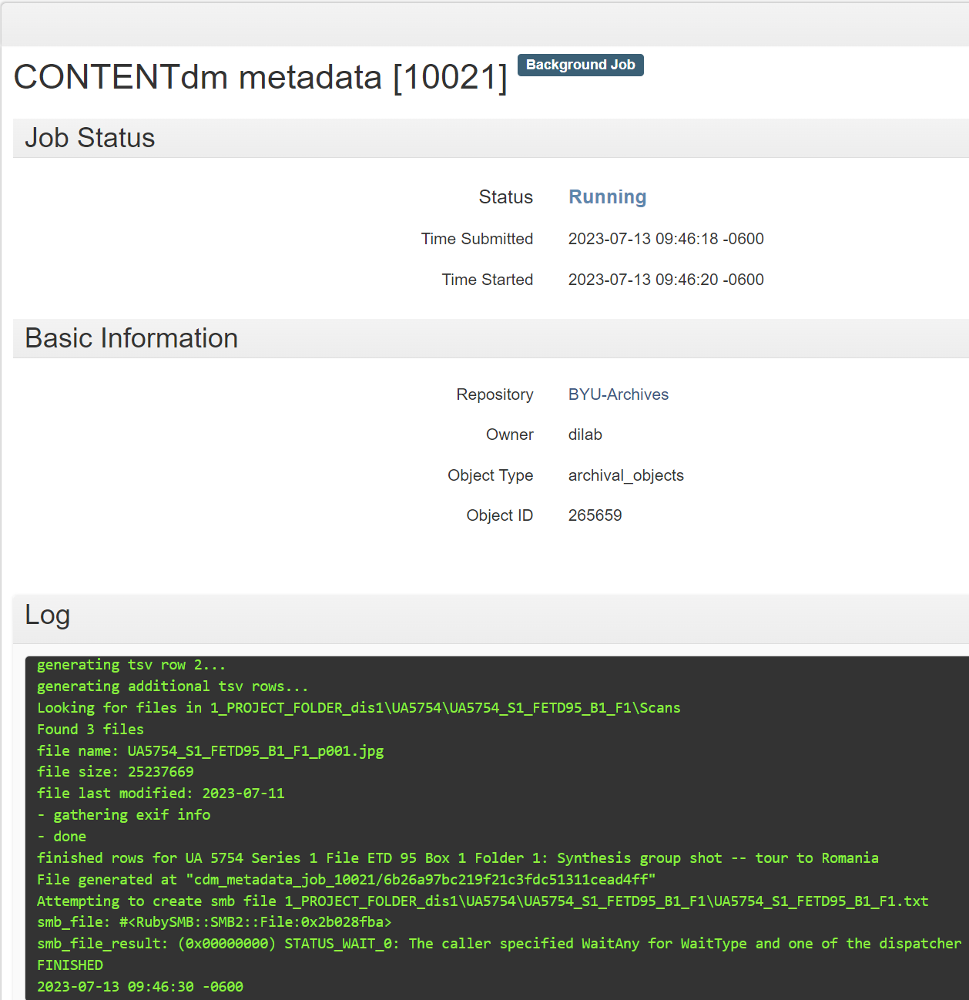 CONTENTdm metadata [10021] Background Job
Job Status
Status Running
Time Submitted 2023-07-13 09:46:18 -0600
Time Started 2023-07-13 09:46:20 -0600
Basic Information
Repository BYU-Archives
Owner dilab
Object Type archival_objects
Object ID 265659
Log
generating tsv row 2...
generating additional tsv rows...
Looking for files in 1_PROJECT_FOLDER_dis1\UA5754\UA5754_S1_FETD95_B1_F1\Scans
Found 3 files
file name: UA5754_S1_FETD95_B1_F1_p001.jpg
file size: 25237669
file last modified: 2023-07-11
- gathering exif info
- done
finished rows for UA 5754 Series 1 File ETD 95 Box 1 Folder 1: Synthesis group shot -- tour to Romania
File generated at "cdm_metadata_job_10021/6b26a97bc219f21c3fdc51311cead4ff"
Attempting to create smb file 1_PROJECT_FOLDER_dis1\UA5754\UA5754_S1_FETD95_B1_F1\UA5754_S1_FETD95_B1_F1.txt
smb_file: #<RubySMB::SMB2::File:0x2b028fba>
smb_file_result: (0x00000000) STATUS_WAIT_0: The caller specified WaitAny for WaitType and one of the dispatcher
FINISHED
2023-07-13 09:46:30 -0600